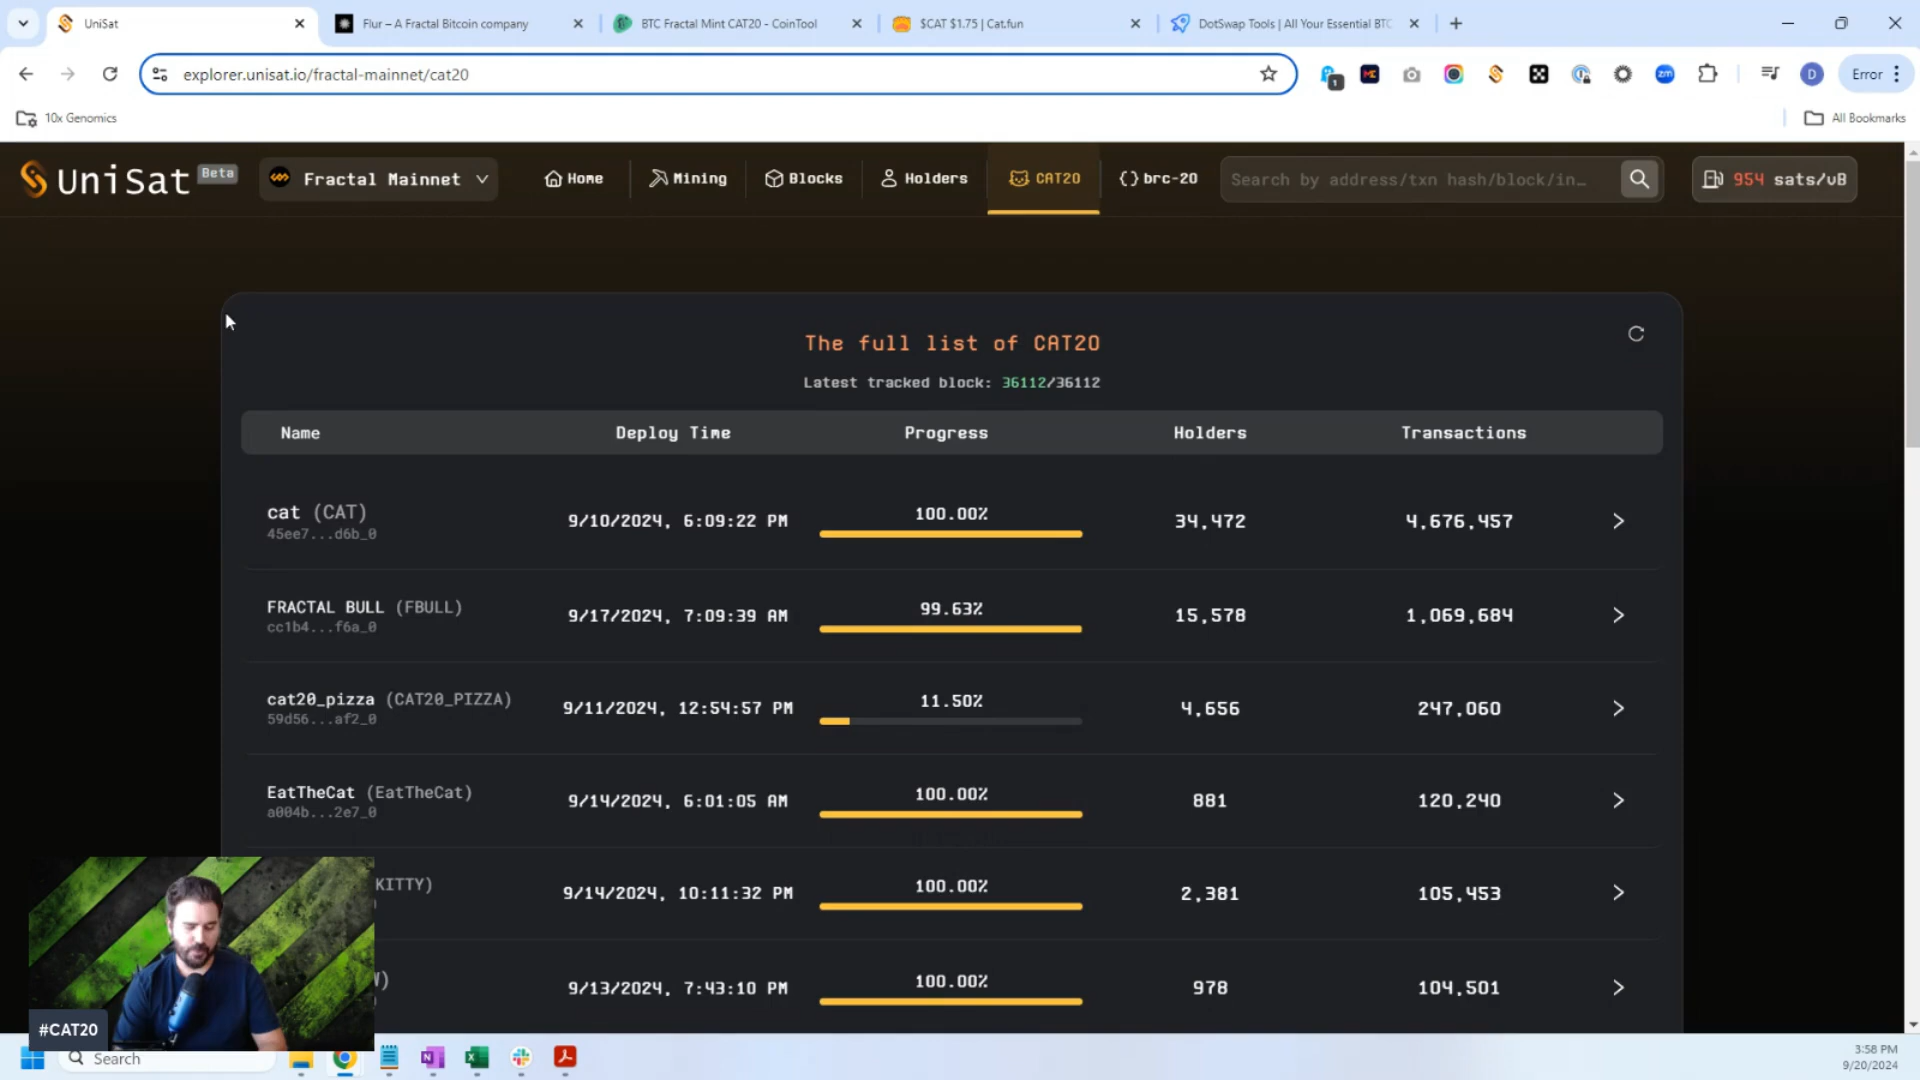 UniSat
Flur – A Fractal Bitcoin company
BTC Fractal Mint CAT20 - CoinTool
$CAT $1.75 | Cat.fun
DotSwap Tools | All Your Essential BTC
explorer.unisat.io/fractal-mainnet/cat20
1
zm
D
Error
10x Genomics
All Bookmarks
UniSat Beta
Fractal Mainnet
Home
Mining
Blocks
Holders
CAT20
brc-20
Search by address/txn hash/block/in…
954 sats/vB
The full list of CAT20
Latest tracked block: 36112/36112
Name Deploy Time Progress Holders Transactions
cat (CAT)
45ee7...d6b_0
9/10/2024, 6:09:22 PM
100.00%
34,472
4,676,457
FRACTAL BULL (FBULL)
cc1b4...f6a_0
9/17/2024, 7:09:39 AM
99.63%
15,578
1,069,684
cat20_pizza (CAT20_PIZZA)
59d56...af2_0
9/11/2024, 12:54:57 PM
11.50%
4,656
247,060
EatTheCat (EatTheCat)
a004b...2e7_0
9/14/2024, 6:01:05 AM
100.00%
881
120,240
KITTY)
9/14/2024, 10:11:32 PM
100.00%
2,381
105,453
9/13/2024, 7:43:10 PM
100.00%
978
104,501
#CAT20
Search
3:58 PM
9/20/2024